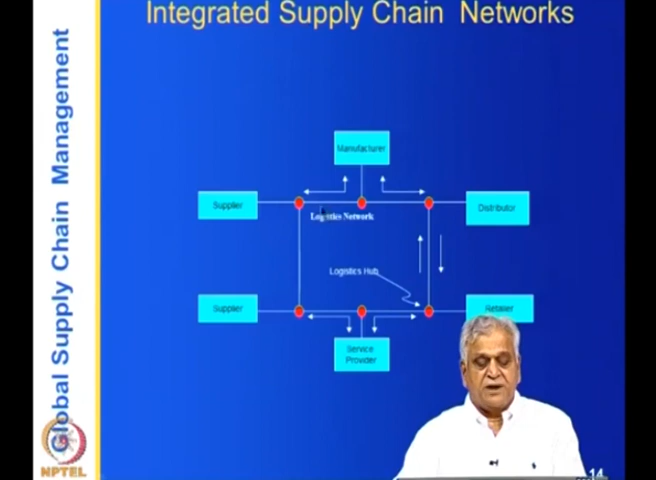 Integrated Supply Chain Networks
Global Supply Chain Management
Manufacturer
Supplier
Distributor
Logistics Network
Logistics Hub
Supplier
Retailer
Service
Provider
NPTEL
14